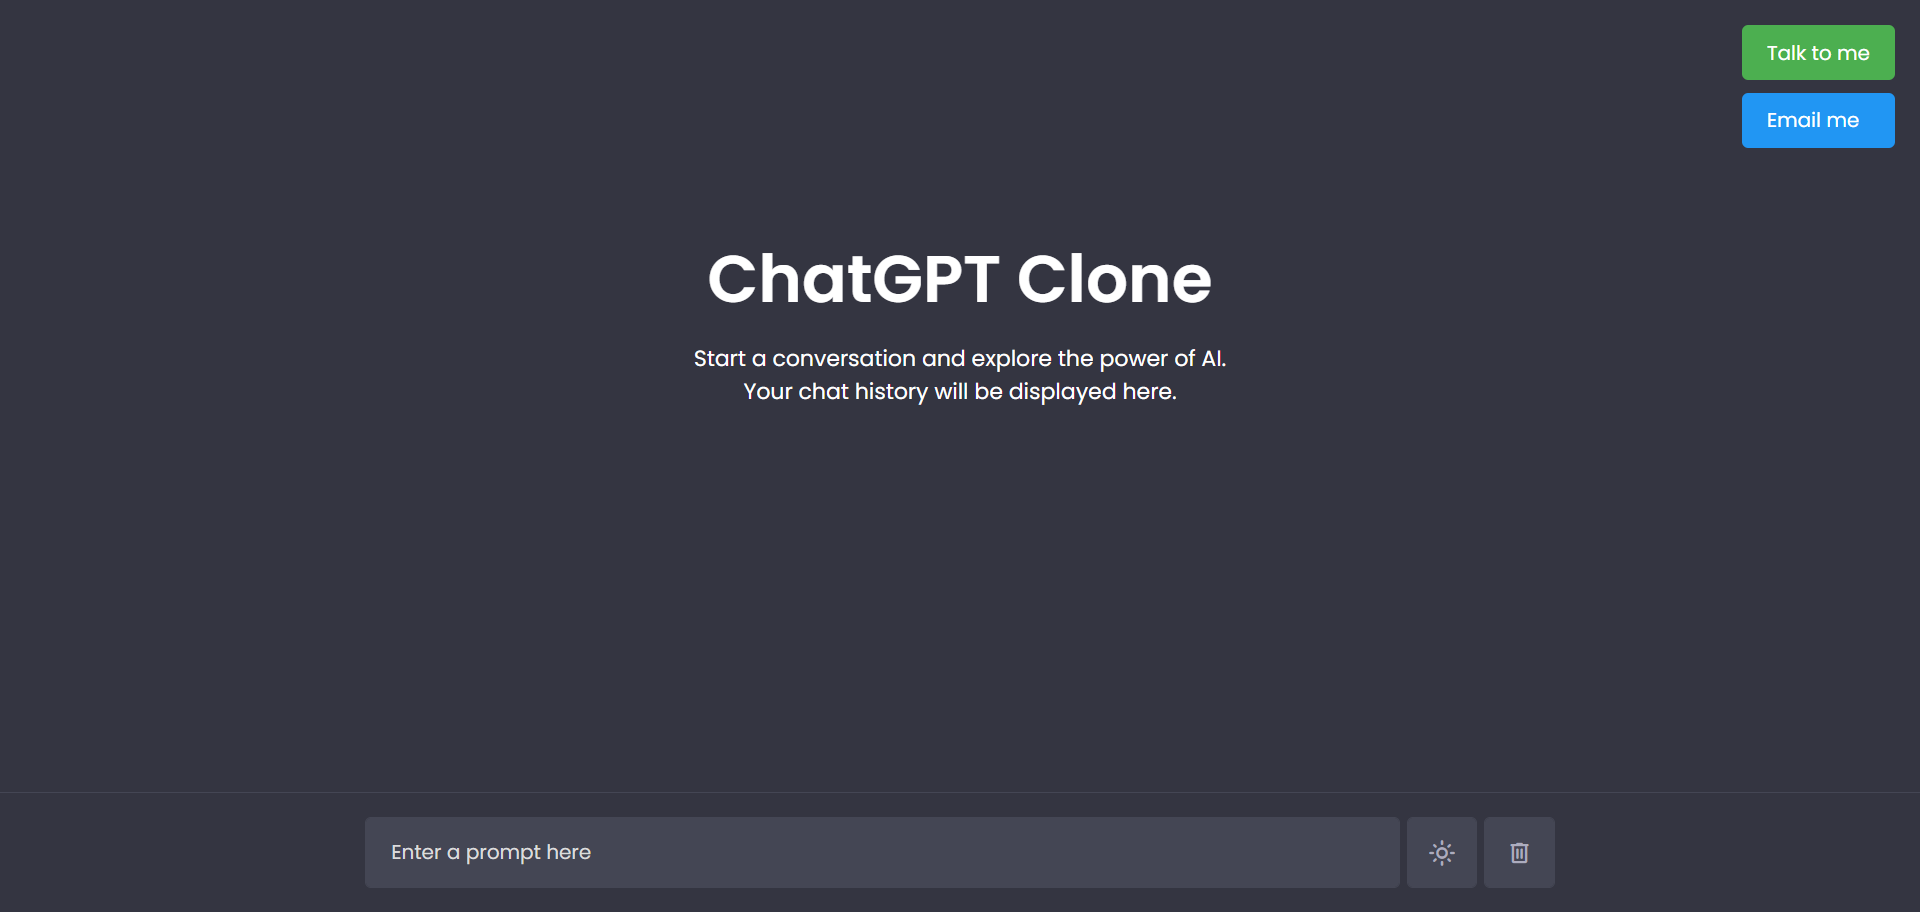 Talk to me
Email me
ChatGPT Clone
Start a conversation and explore the power of AI.
Your chat history will be displayed here.
Enter a prompt here